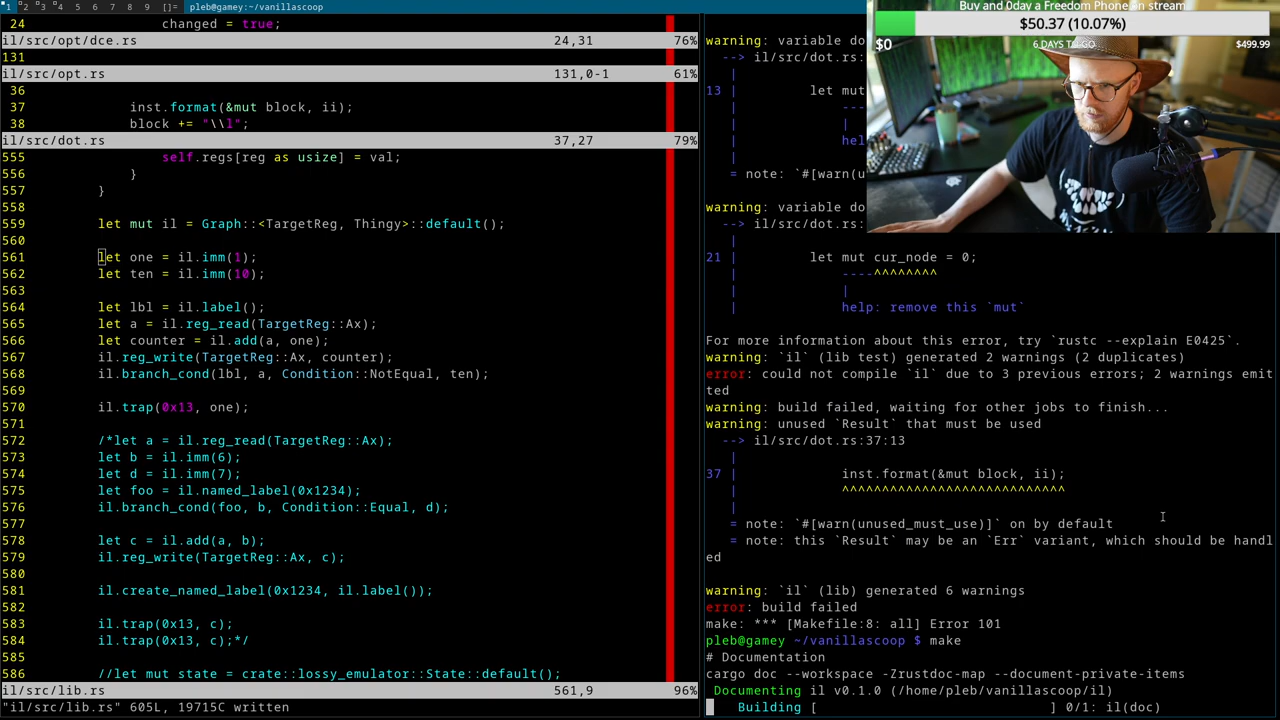 1 2 3 4 5 6 7 8 9 []= pleb@gamey:~/vanillascoop
24 changed = true;
il/src/opt/dce.rs 24,31 76%
131
il/src/opt.rs 131,0-1 61%
36
37 inst.format(&mut block, ii);
38 block += "\\l";
il/src/dot.rs 37,27 79%
555 self.regs[reg as usize] = val;
556 }
557 }
558
559 let mut il = Graph::<TargetReg, Thingy>::default();
560
561 let one = il.imm(1);
562 let ten = il.imm(10);
563
564 let lbl = il.label();
565 let a = il.reg_read(TargetReg::Ax);
566 let counter = il.add(a, one);
567 il.reg_write(TargetReg::Ax, counter);
568 il.branch_cond(lbl, a, Condition::NotEqual, ten);
569
570 il.trap(0x13, one);
571
572 /*let a = il.reg_read(TargetReg::Ax);
573 let b = il.imm(6);
574 let d = il.imm(7);
575 let foo = il.named_label(0x1234);
576 il.branch_cond(foo, b, Condition::Equal, d);
577
578 let c = il.add(a, b);
579 il.reg_write(TargetReg::Ax, c);
580
581 il.create_named_label(0x1234, il.label());
582
583 il.trap(0x13, c);
584 il.trap(0x13, c);*/
585
586 //let mut state = crate::lossy_emulator::State::default();
il/src/lib.rs 561,9 96%
"il/src/lib.rs" 605L, 19715C written
warning: variable do
--> il/src/dot.rs:
|
13 | let mut
| ---
| |
| hel
|
= note: `#[warn(u
warning: variable do
--> il/src/dot.rs:
|
21 | let mut cur_node = 0;
| ----^^^^^^^^
| |
| help: remove this `mut`
For more information about this error, try `rustc --explain E0425`.
warning: `il` (lib test) generated 2 warnings (2 duplicates)
error: could not compile `il` due to 3 previous errors; 2 warnings emit
ted
warning: build failed, waiting for other jobs to finish...
warning: unused `Result` that must be used
--> il/src/dot.rs:37:13
|
37 | inst.format(&mut block, ii);
| ^^^^^^^^^^^^^^^^^^^^^^^^^^^^
|
= note: `#[warn(unused_must_use)]` on by default
= note: this `Result` may be an `Err` variant, which should be handl
ed
warning: `il` (lib) generated 6 warnings
error: build failed
make: *** [Makefile:8: all] Error 101
pleb@gamey ~/vanillascoop $ make
# Documentation
cargo doc --workspace -Zrustdoc-map --document-private-items
Documenting il v0.1.0 (/home/pleb/vanillascoop/il)
Building [ ] 0/1: il(doc)
Buy and 0day a Freedom Phone on stream
$50.37 (10.07%)
$0 6 DAYS TO GO $499.99